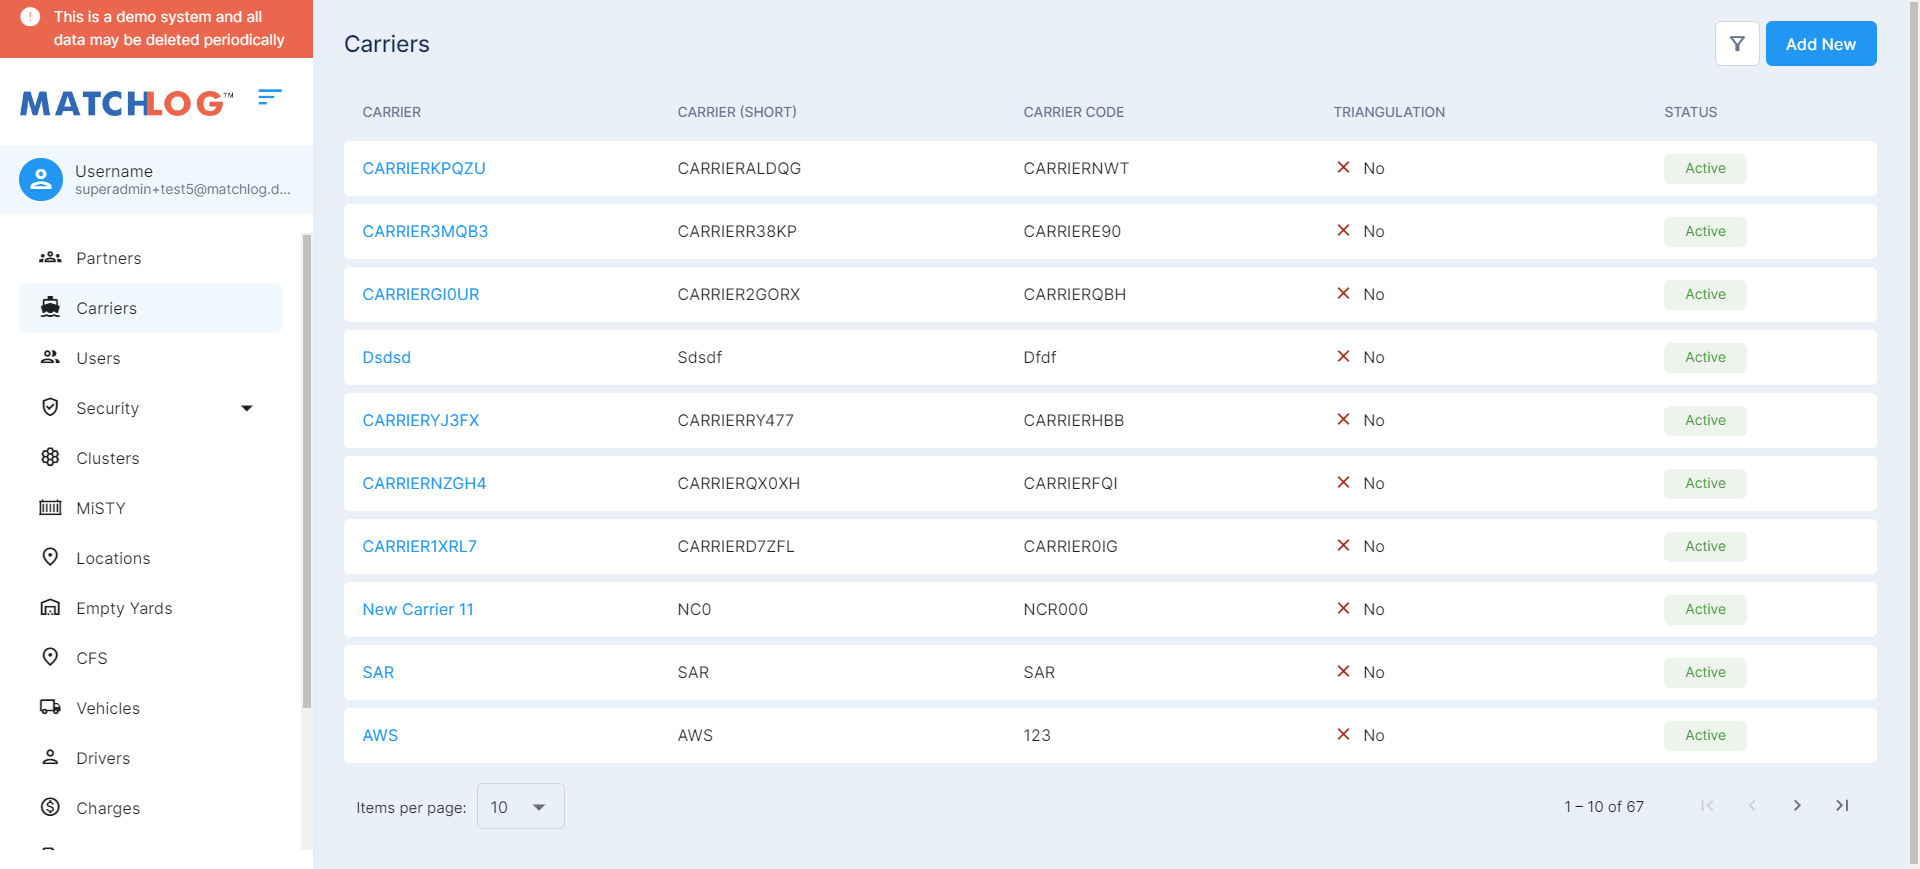 This is a demo system and all
data may be deleted periodically
MATCHLOG™
Username
superadmin+test5@matchlog.d...
Partners
Carriers
Users
Security
Clusters
MiSTY
Locations
Empty Yards
CFS
Vehicles
Drivers
Charges
Carriers
Add New
CARRIER CARRIER (SHORT) CARRIER CODE TRIANGULATION STATUS
CARRIERKPQZU CARRIERALDQG CARRIERNWT No Active
CARRIER3MQB3 CARRIERR38KP CARRIERE90 No Active
CARRIERGI0UR CARRIER2GORX CARRIERQBH No Active
Dsdsd Sdsdf Dfdf No Active
CARRIERYJ3FX CARRIERRY477 CARRIERHBB No Active
CARRIERNZGH4 CARRIERQX0XH CARRIERFQI No Active
CARRIER1XRL7 CARRIERD7ZFL CARRIER0IG No Active
New Carrier 11 NC0 NCR000 No Active
SAR SAR SAR No Active
AWS AWS 123 No Active
Items per page: 10 1 – 10 of 67